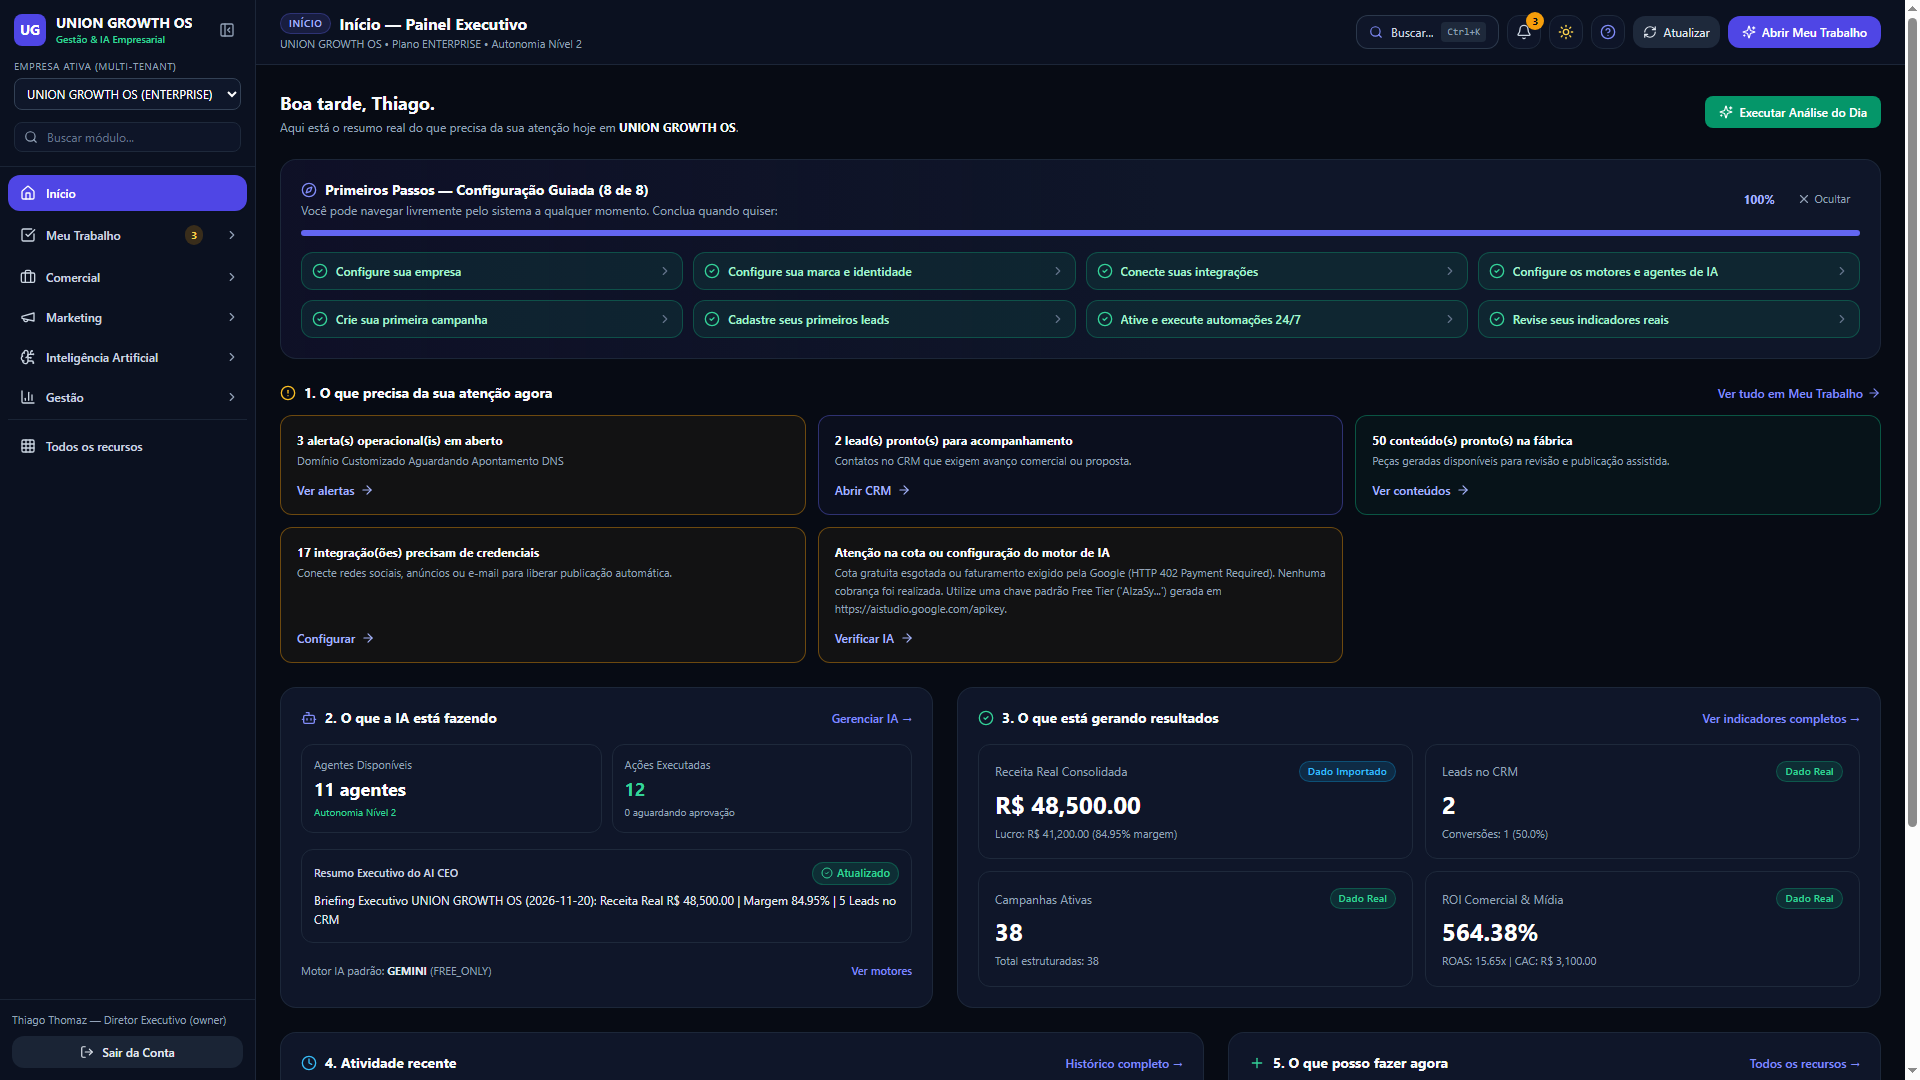 UG
UNION GROWTH OS
Gestão & IA Empresarial
EMPRESA ATIVA (MULTI-TENANT)
UNION GROWTH OS (ENTERPRISE)
Buscar módulo...
Início
Meu Trabalho 3
Comercial
Marketing
Inteligência Artificial
Gestão
Todos os recursos
Thiago Thomaz — Diretor Executivo (owner)
Sair da Conta
INÍCIO Início — Painel Executivo
UNION GROWTH OS • Plano ENTERPRISE • Autonomia Nível 2
Buscar... Ctrl+K
3
Atualizar
Abrir Meu Trabalho
Boa tarde, Thiago.
Aqui está o resumo real do que precisa da sua atenção hoje em UNION GROWTH OS.
Executar Análise do Dia
Primeiros Passos — Configuração Guiada (8 de 8)
Você pode navegar livremente pelo sistema a qualquer momento. Conclua quando quiser:
100% Ocultar
Configure sua empresa
Configure sua marca e identidade
Conecte suas integrações
Configure os motores e agentes de IA
Crie sua primeira campanha
Cadastre seus primeiros leads
Ative e execute automações 24/7
Revise seus indicadores reais
1. O que precisa da sua atenção agora
Ver tudo em Meu Trabalho →
3 alerta(s) operacional(is) em aberto
Domínio Customizado Aguardando Apontamento DNS
Ver alertas →
2 lead(s) pronto(s) para acompanhamento
Contatos no CRM que exigem avanço comercial ou proposta.
Abrir CRM →
50 conteúdo(s) pronto(s) na fábrica
Peças geradas disponíveis para revisão e publicação assistida.
Ver conteúdos →
17 integração(ões) precisam de credenciais
Conecte redes sociais, anúncios ou e-mail para liberar publicação automática.
Configurar →
Atenção na cota ou configuração do motor de IA
Cota gratuita esgotada ou faturamento exigido pela Google (HTTP 402 Payment Required). Nenhuma
cobrança foi realizada. Utilize uma chave padrão Free Tier ('AIzaSy...') gerada em
https://aistudio.google.com/apikey.
Verificar IA →
2. O que a IA está fazendo
Gerenciar IA →
Agentes Disponíveis
11 agentes
Autonomia Nível 2
Ações Executadas
12
0 aguardando aprovação
Resumo Executivo do AI CEO
Atualizado
Briefing Executivo UNION GROWTH OS (2026-11-20): Receita Real R$ 48,500.00 | Margem 84.95% | 5 Leads no
CRM
Motor IA padrão: GEMINI (FREE_ONLY)
Ver motores
3. O que está gerando resultados
Ver indicadores completos →
Receita Real Consolidada
Dado Importado
R$ 48,500.00
Lucro: R$ 41,200.00 (84.95% margem)
Leads no CRM
Dado Real
2
Conversões: 1 (50.0%)
Campanhas Ativas
Dado Real
38
Total estruturadas: 38
ROI Comercial & Mídia
Dado Real
564.38%
ROAS: 15.65x | CAC: R$ 3,100.00
4. Atividade recente
Histórico completo →
5. O que posso fazer agora
Todos os recursos →